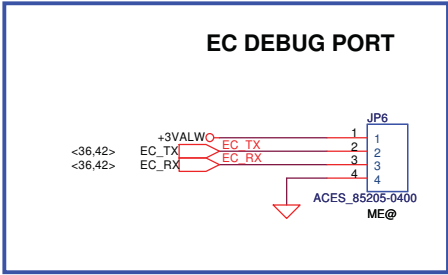 EC DEBUG PORT
JP6
+3VALW 1 1
<36,42> EC_TX EC_TX 2 2
<36,42> EC_RX EC_RX 3 3
4 4
ACES_85205-0400
ME@